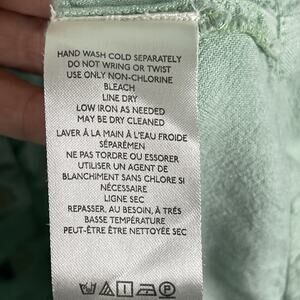 HAND WASH COLD SEPARATELY
DO NOT WRING OR TWIST
USE ONLY NON-CHLORINE
BLEACH
LINE DRY
LOW IRON AS NEEDED
MAY BE DRY CLEANED
LAVER À LA MAIN À L'EAU FROIDE
SÉPARÉMEN
NE PAS TORDRE OU ESSORER
UTILISER UN AGENT DE
BLANCHIMENT SANS CHLORE SI
NÉCESSAIRE
LIGNE SEC
REPASSER, AU BESOIN, À TRÉS
BASSE TEMPÉRATURE
PEUT-ÊTRE ÊTRE NETTOYÉE SEC